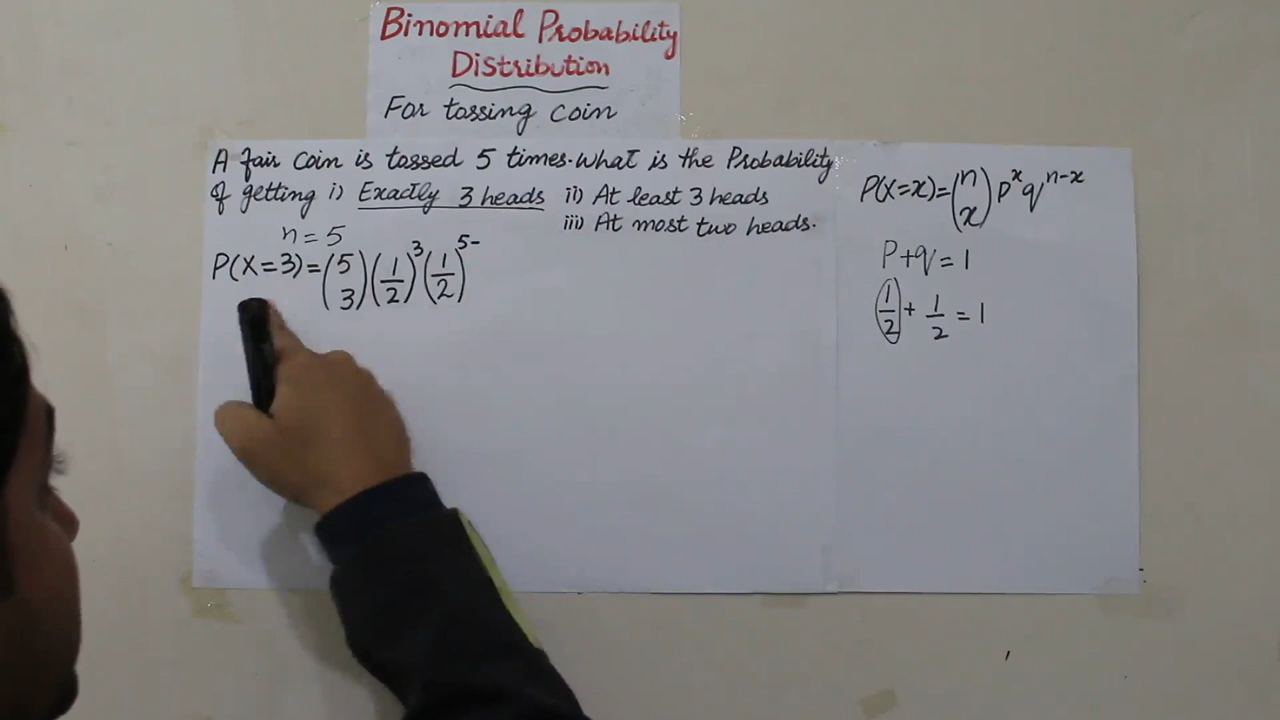 Binomial Probability
Distribution
For tossing coin
A fair coin is tossed 5 times. What is the Probability
of getting i) Exactly 3 heads ii) At least 3 heads
iii) At most two heads.
n = 5
P(X=3)=(5 3)(1/2)^3(1/2)^5-
P(X=x)=(n x)p^x q^n-x
P+q=1
(1/2)+1/2=1